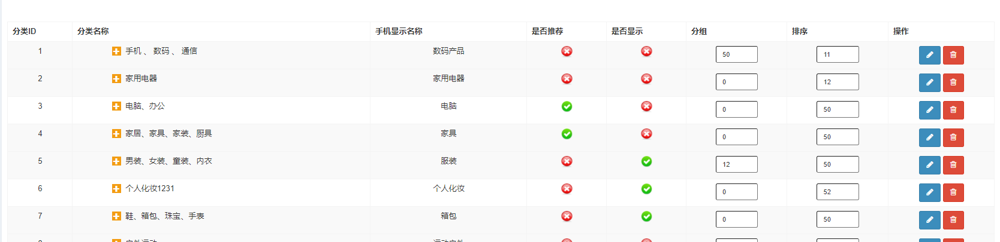 分类ID 分类名称 手机显示名称 是否推荐 是否显示 分组 排序 操作
1 手机 、 数码 、 通信 数码产品 50 11
2 家用电器 家用电器 0 12
3 电脑、办公 电脑 0 50
4 家居、家具、家装、厨具 家具 0 50
5 男装、女装、童装、内衣 服装 12 50
6 个人化妆1231 个人化妆 0 52
7 鞋、箱包、珠宝、手表 箱包 0 50